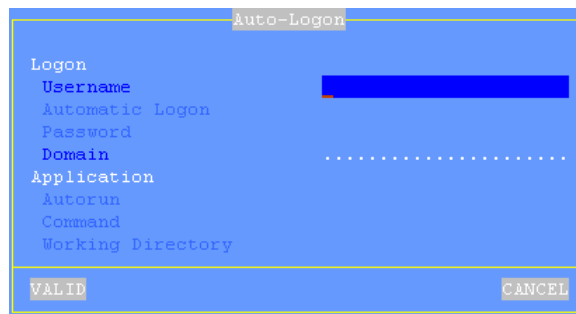 Auto-Logon
Logon
Username
Automatic Logon
Password
Domain ......................
Application
Autorun
Command
Working Directory
VALID CANCEL